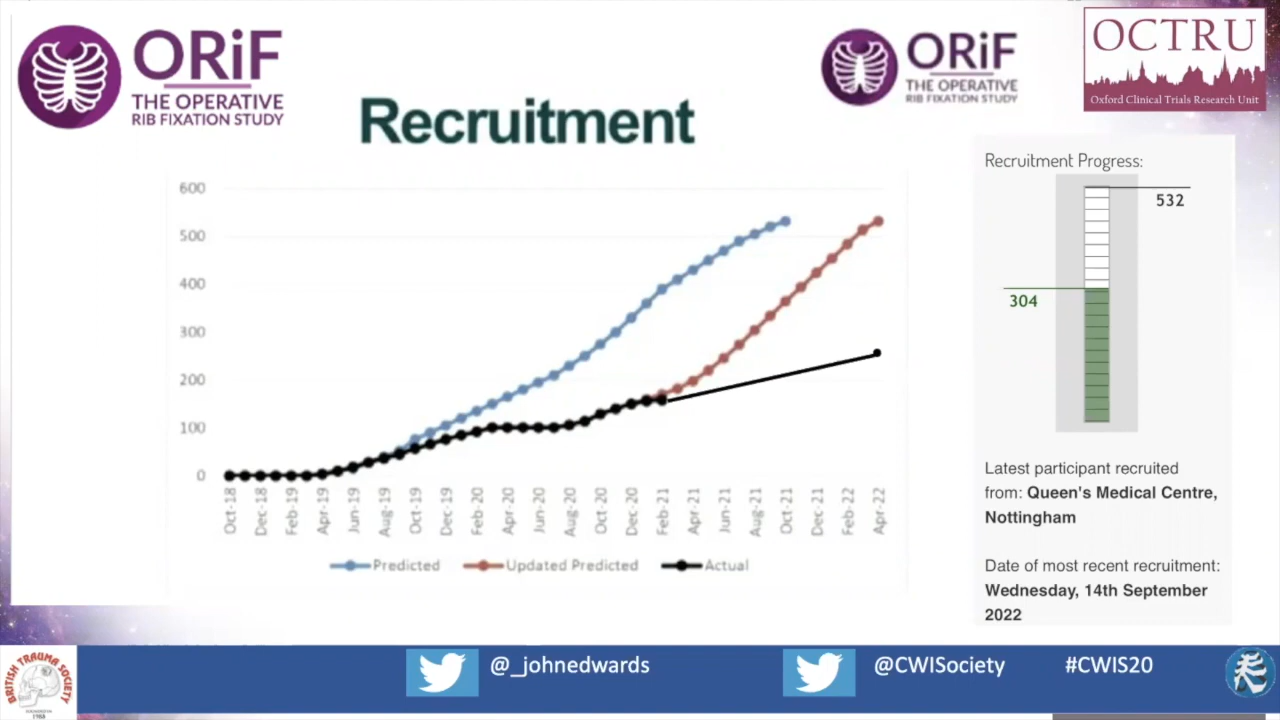 ORiF
THE OPERATIVE
RIB FIXATION STUDY
ORiF
THE OPERATIVE
RIB FIXATION STUDY
OCTRU
Oxford Clinical Trials Research Unit
Recruitment
600
500
400
300
200
100
0
Oct-18
Dec-18
Feb-19
Apr-19
Jun-19
Aug-19
Oct-19
Dec-19
Feb-20
Apr-20
Jun-20
Aug-20
Oct-20
Dec-20
Feb-21
Apr-21
Jun-21
Aug-21
Oct-21
Dec-21
Feb-22
Apr-22
Predicted
Updated Predicted
Actual
Recruitment Progress:
532
304
Latest participant recruited
from: Queen's Medical Centre,
Nottingham
Date of most recent recruitment:
Wednesday, 14th September
2022
BRITISH TRAUMA SOCIETY
@_johnedwards
@CWISociety
#CWIS20